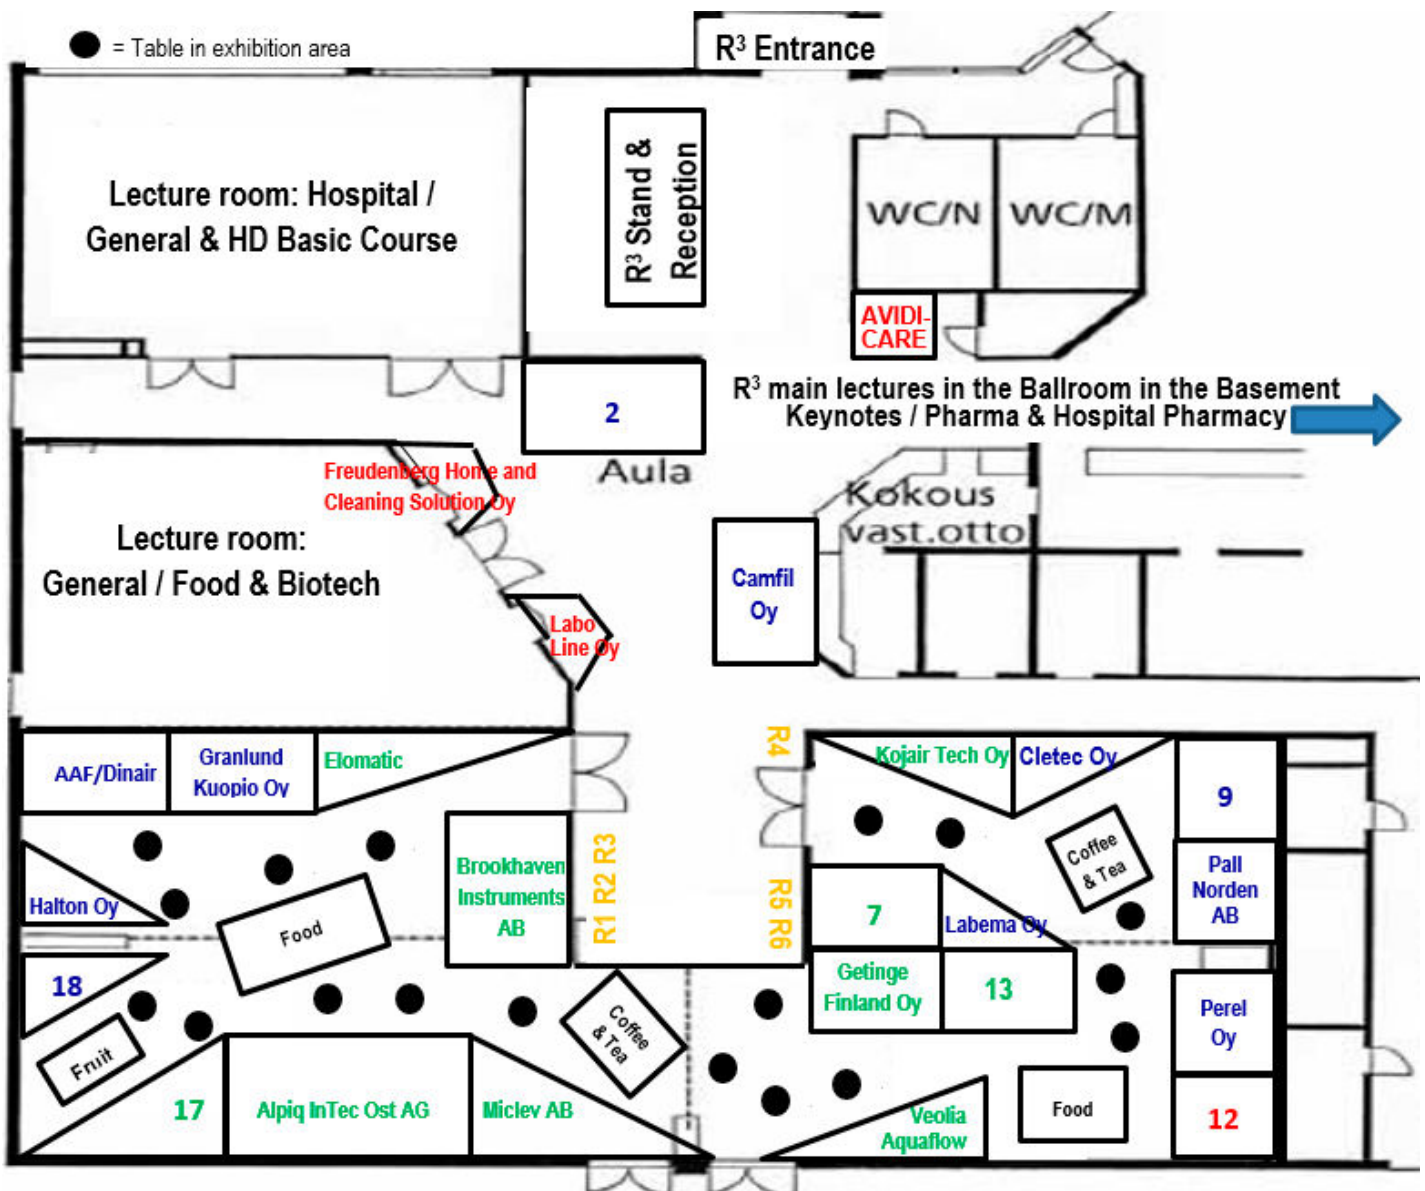 = Table in exhibition area
R³ Entrance
Lecture room: Hospital /
General & HD Basic Course
R³ Stand &
Reception
WC/N
WC/M
AVIDI-
CARE
R³ main lectures in the Ballroom in the Basement
Keynotes / Pharma & Hospital Pharmacy
2
Aula
Freudenberg Home and
Cleaning Solution Oy
Kokous
vast.otto
Lecture room:
General / Food & Biotech
Camfil
Oy
Labo
Line Oy
AAF/Dinair
Granlund
Kuopio Oy
Elomatic
R4
Kojair Tech Oy
Cletec Oy
9
Halton Oy
Brookhaven
Instruments
AB
R1 R2 R3
R5 R6
Coffee
& Tea
Pall
Norden
AB
Food
7
Labema Oy
18
Getinge
Finland Oy
13
Perel
Oy
Fruit
Coffee
& Tea
17
Alpiq InTec Ost AG
Miclev AB
Veolia
Aquaflow
Food
12